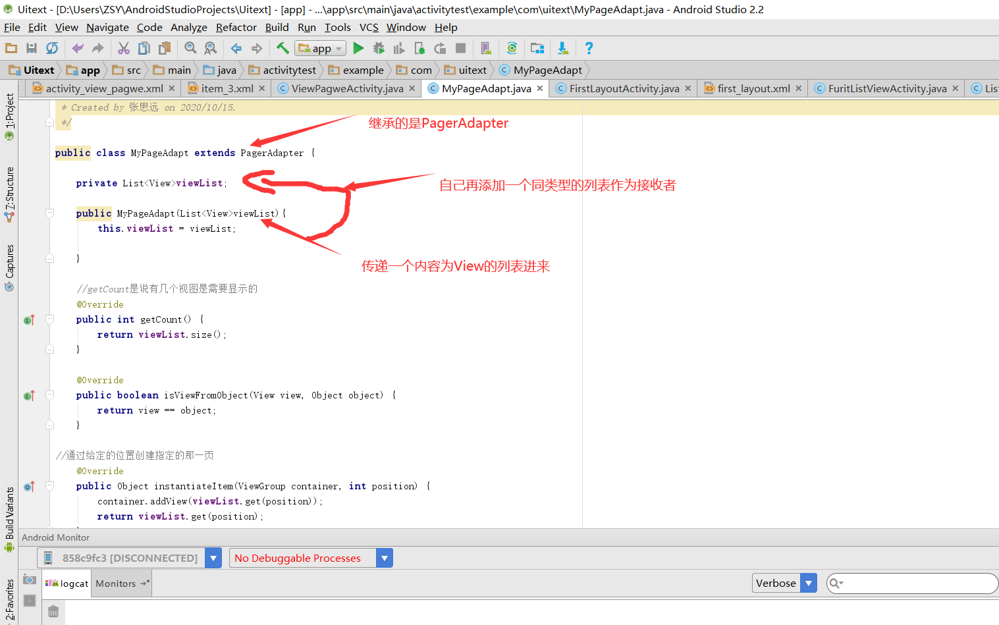 Uitext - [D:\Users\ZSY\AndroidStudioProjects\Uitext] - [app] - ...\app\src\main\java\activitytest\example\com\uitext\MyPageAdapt.java - Android Studio 2.2
File Edit View Navigate Code Analyze Refactor Build Run Tools VCS Window Help
app
Uitext app src main java activitytest example com uitext MyPageAdapt
activity_view_pagwe.xml item_3.xml ViewPagweActivity.java MyPageAdapt.java FirstLayoutActivity.java first_layout.xml FuritListViewActivity.java List
1: Project
Z: Structure
Captures
Build Variants
2: Favorites
* Created by 张思远 on 2020/10/15.
*/
继承的是PagerAdapter
public class MyPageAdapt extends PagerAdapter {
private List<View>viewList;
自己再添加一个同类型的列表作为接收者
public MyPageAdapt(List<View>viewList){
this.viewList = viewList;
}
传递一个内容为View的列表进来
//getCount是说有几个视图是需要显示的
@Override
public int getCount() {
return viewList.size();
}
@Override
public boolean isViewFromObject(View view, Object object) {
return view == object;
}
//通过给定的位置创建指定的那一页
@Override
public Object instantiateItem(ViewGroup container, int position) {
container.addView(viewList.get(position));
return viewList.get(position);
Android Monitor
858c9fc3 [DISCONNECTED] No Debuggable Processes
logcat Monitors Verbose